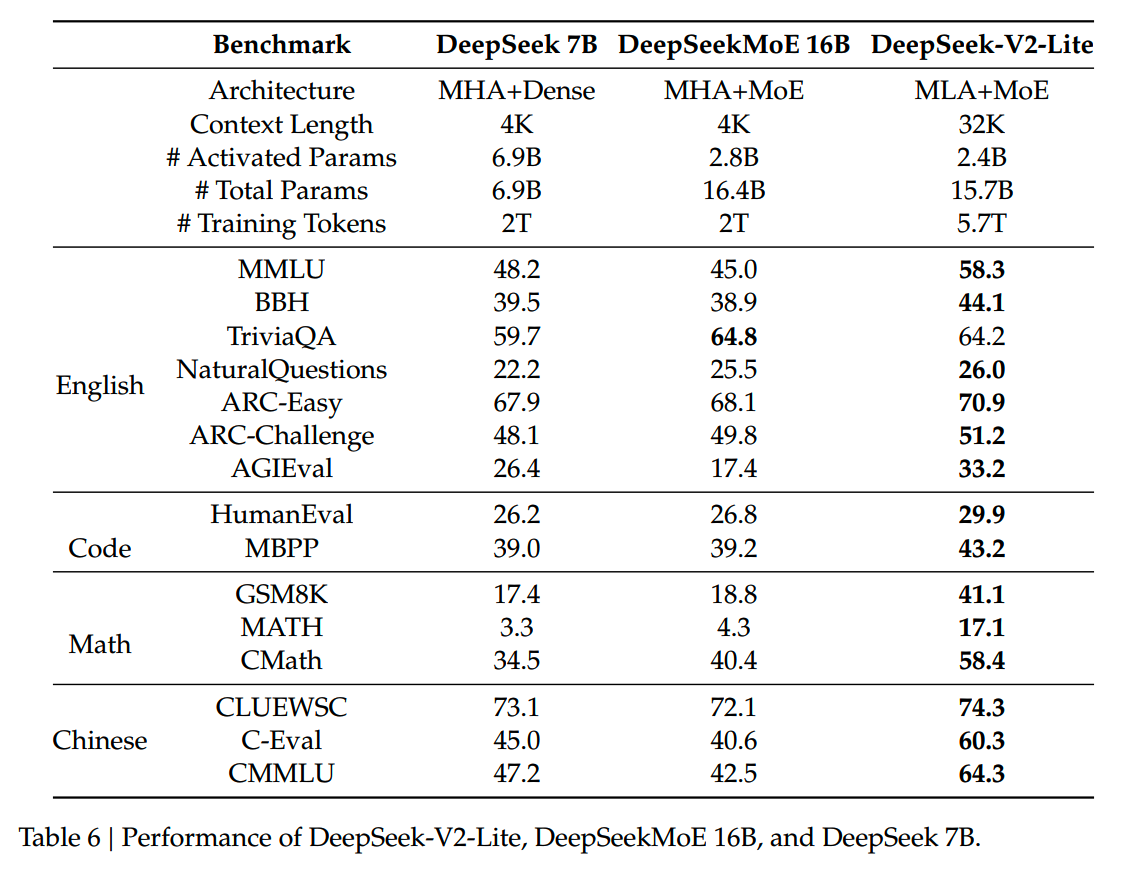 Benchmark DeepSeek 7B DeepSeekMoE 16B DeepSeek-V2-Lite
Architecture MHA+Dense MHA+MoE MLA+MoE
Context Length 4K 4K 32K
# Activated Params 6.9B 2.8B 2.4B
# Total Params 6.9B 16.4B 15.7B
# Training Tokens 2T 2T 5.7T
MMLU 48.2 45.0 58.3
BBH 39.5 38.9 44.1
TriviaQA 59.7 64.8 64.2
NaturalQuestions 22.2 25.5 26.0
English
ARC-Easy 67.9 68.1 70.9
ARC-Challenge 48.1 49.8 51.2
AGIEval 26.4 17.4 33.2
HumanEval 26.2 26.8 29.9
Code MBPP 39.0 39.2 43.2
GSM8K 17.4 18.8 41.1
MATH 3.3 4.3 17.1
Math
CMath 34.5 40.4 58.4
CLUEWSC 73.1 72.1 74.3
Chinese C-Eval 45.0 40.6 60.3
CMMLU 47.2 42.5 64.3
Table 6 | Performance of DeepSeek-V2-Lite, DeepSeekMoE 16B, and DeepSeek 7B.